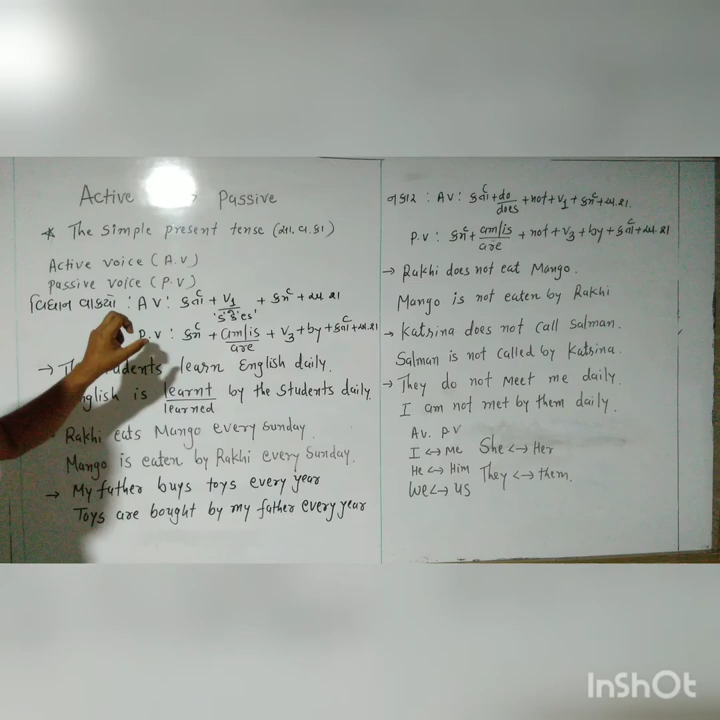 Active Passive
* The simple present tense (સા.વ.કા)
Active voice (A.V)
Passive voice (P.V)
વિધાન વાક્યો : A V : કર્તા + V1 + કર્મ + અન્ય શબ્દો
's' 'es'
P.V : કર્મ + am/is/are + V3 + by + કર્તા +
→ The students learn English daily.
English is learnt by the students daily
learned
Rakhi eats Mango every sunday.
Mango is eaten by Rakhi every Sunday.
→ My father buys toys every year
Toys are bought by my father every year
નકાર : AV : કર્તા + do/does + not + V1 + કર્મ +
P.V : કર્મ + am/is/are + not + V3 + by + કર્તા +
→ Rakhi does not eat Mango.
Mango is not eaten by Rakhi
→ Katrina does not call Salman.
Salman is not called by Katrina.
→ They do not meet me daily.
I am not met by them daily.
AV. P.V
I ↔ Me She ↔ Her
He ↔ Him They ↔ them.
We ↔ us
InShOt